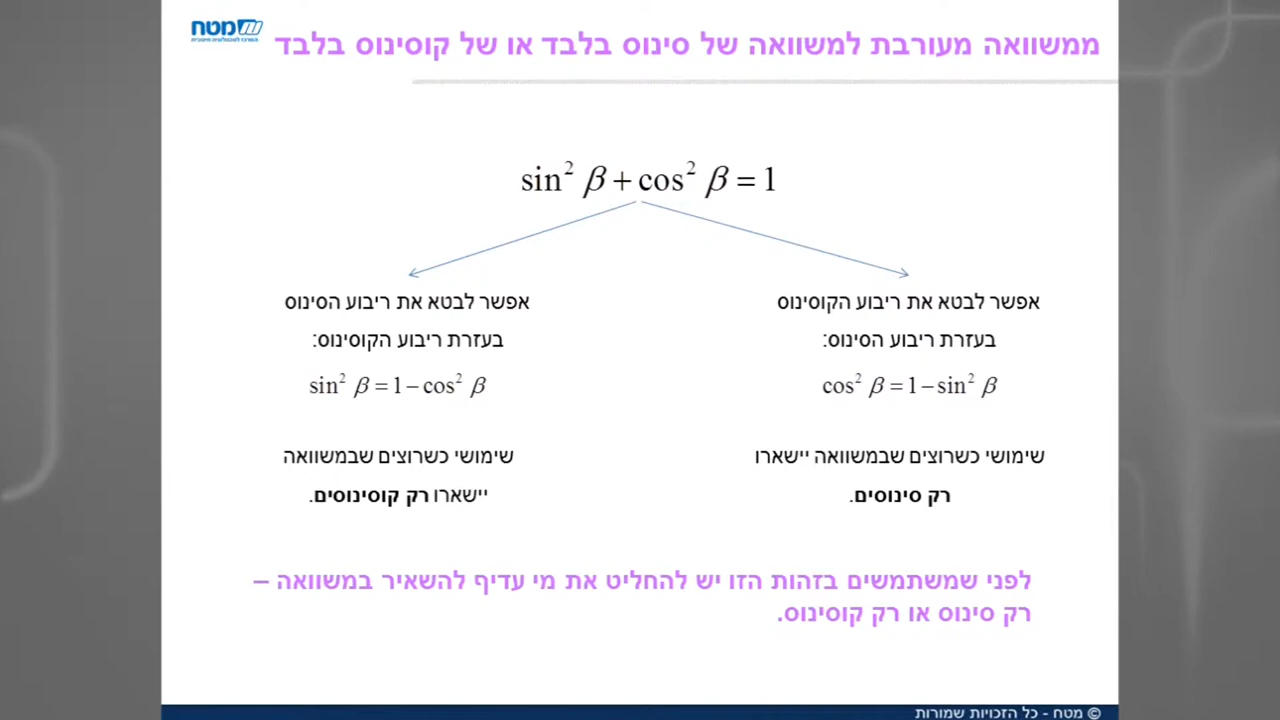 מטח
ממשוואה מעורבת למשוואה של סינוס בלבד או של קוסינוס בלבד
sin² β + cos² β = 1
אפשר לבטא את ריבוע הקוסינוס
בעזרת ריבוע הסינוס:
cos² β = 1 – sin² β
שימושי כשרוצים שבמשוואה יישארו
רק סינוסים.
אפשר לבטא את ריבוע הסינוס
בעזרת ריבוע הקוסינוס:
sin² β = 1 – cos² β
שימושי כשרוצים שבמשוואה
יישארו רק קוסינוסים.
לפני שמשתמשים בזהות הזו יש להחליט את מי עדיף להשאיר במשוואה –
רק סינוס או רק קוסינוס.
© מטח - כל הזכויות שמורות